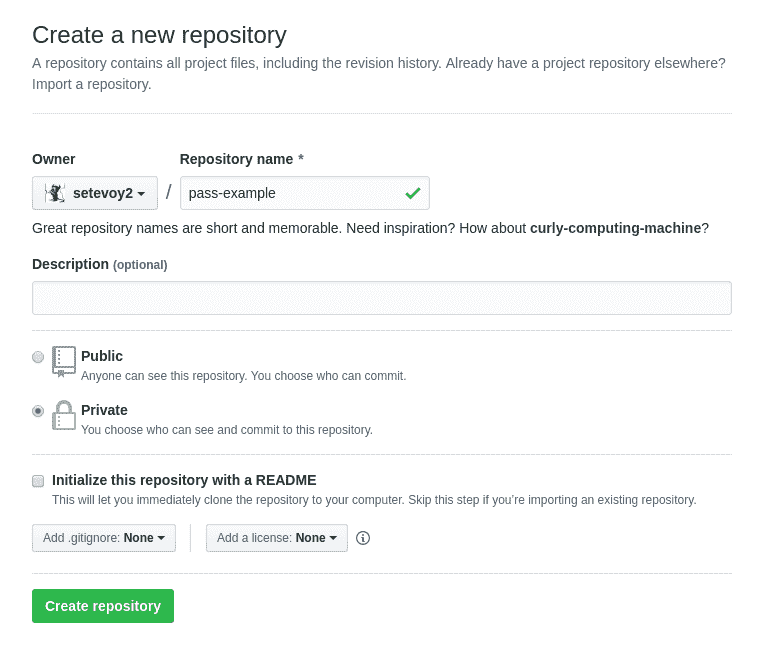 Create a new repository
A repository contains all project files, including the revision history. Already have a project repository elsewhere?
Import a repository.
Owner
Repository name *
setevoy2 / pass-example
Great repository names are short and memorable. Need inspiration? How about curly-computing-machine?
Description (optional)
Public
Anyone can see this repository. You choose who can commit.
Private
You choose who can see and commit to this repository.
Initialize this repository with a README
This will let you immediately clone the repository to your computer. Skip this step if you’re importing an existing repository.
Add .gitignore: None
Add a license: None
Create repository